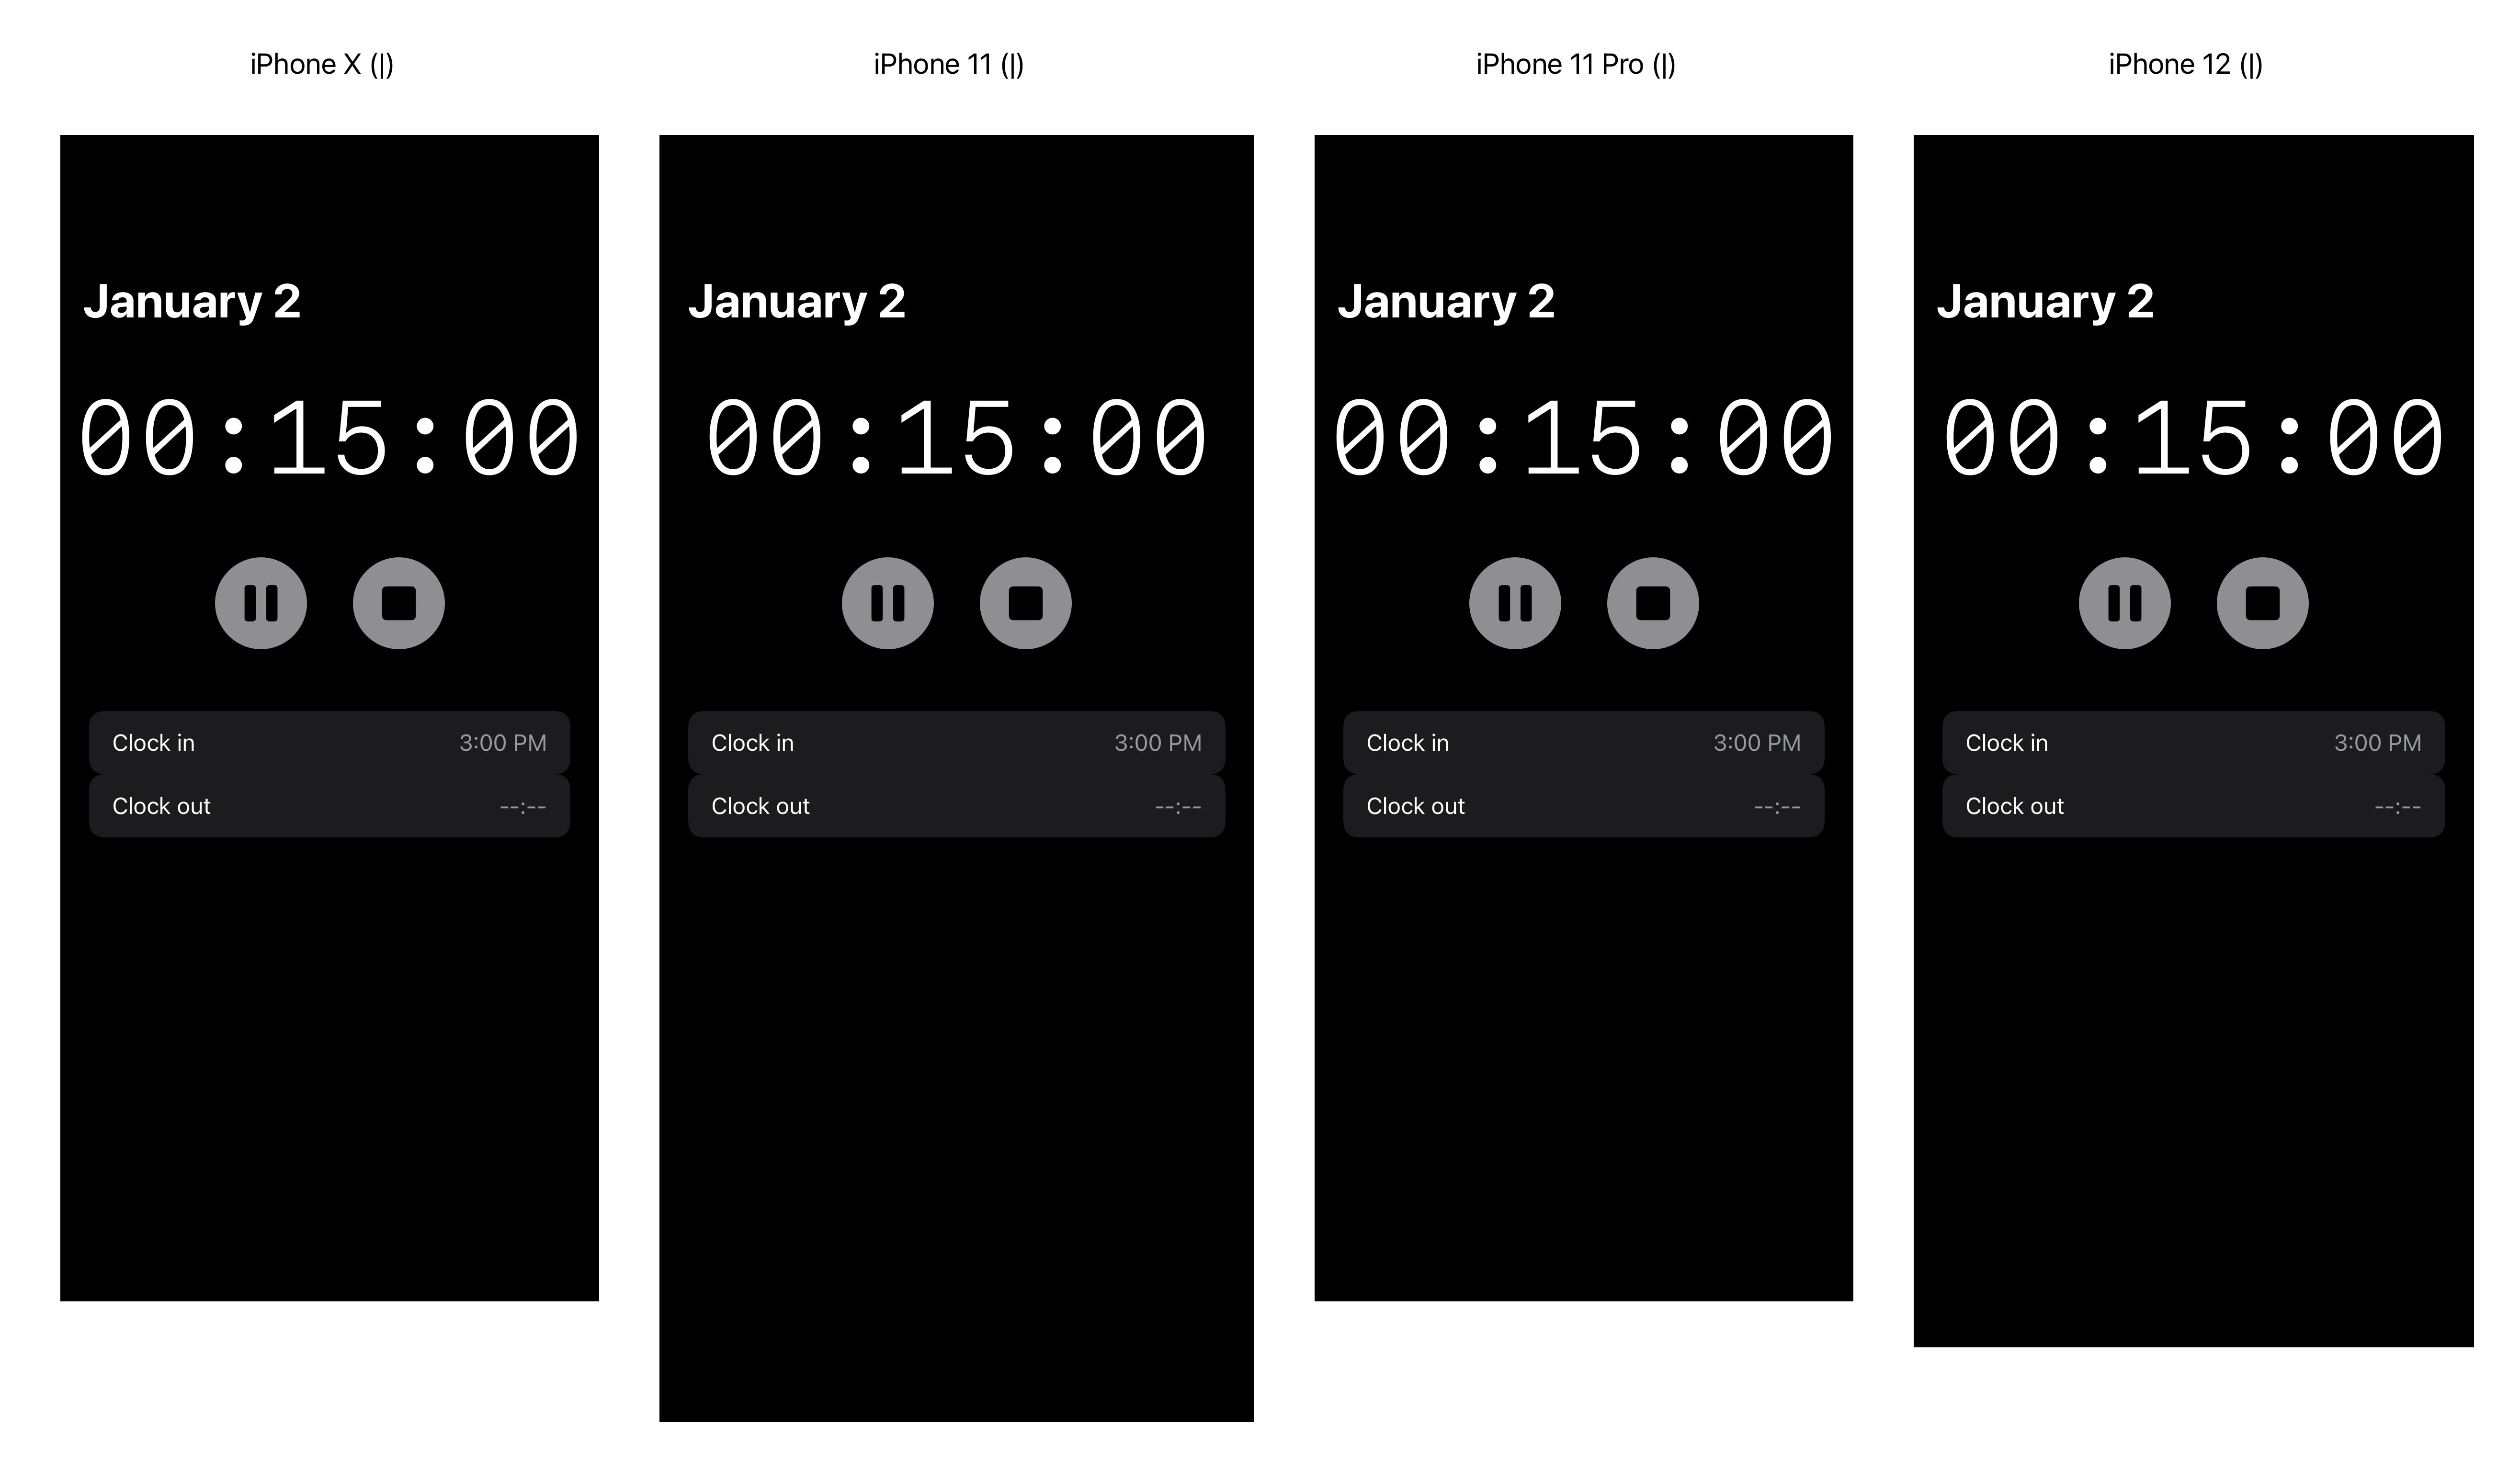 iPhone X (|)
January 2
00:15:00
Clock in 3:00 PM
Clock out --:--
iPhone 11 (|)
January 2
00:15:00
Clock in 3:00 PM
Clock out --:--
iPhone 11 Pro (|)
January 2
00:15:00
Clock in 3:00 PM
Clock out --:--
iPhone 12 (|)
January 2
00:15:00
Clock in 3:00 PM
Clock out --:--